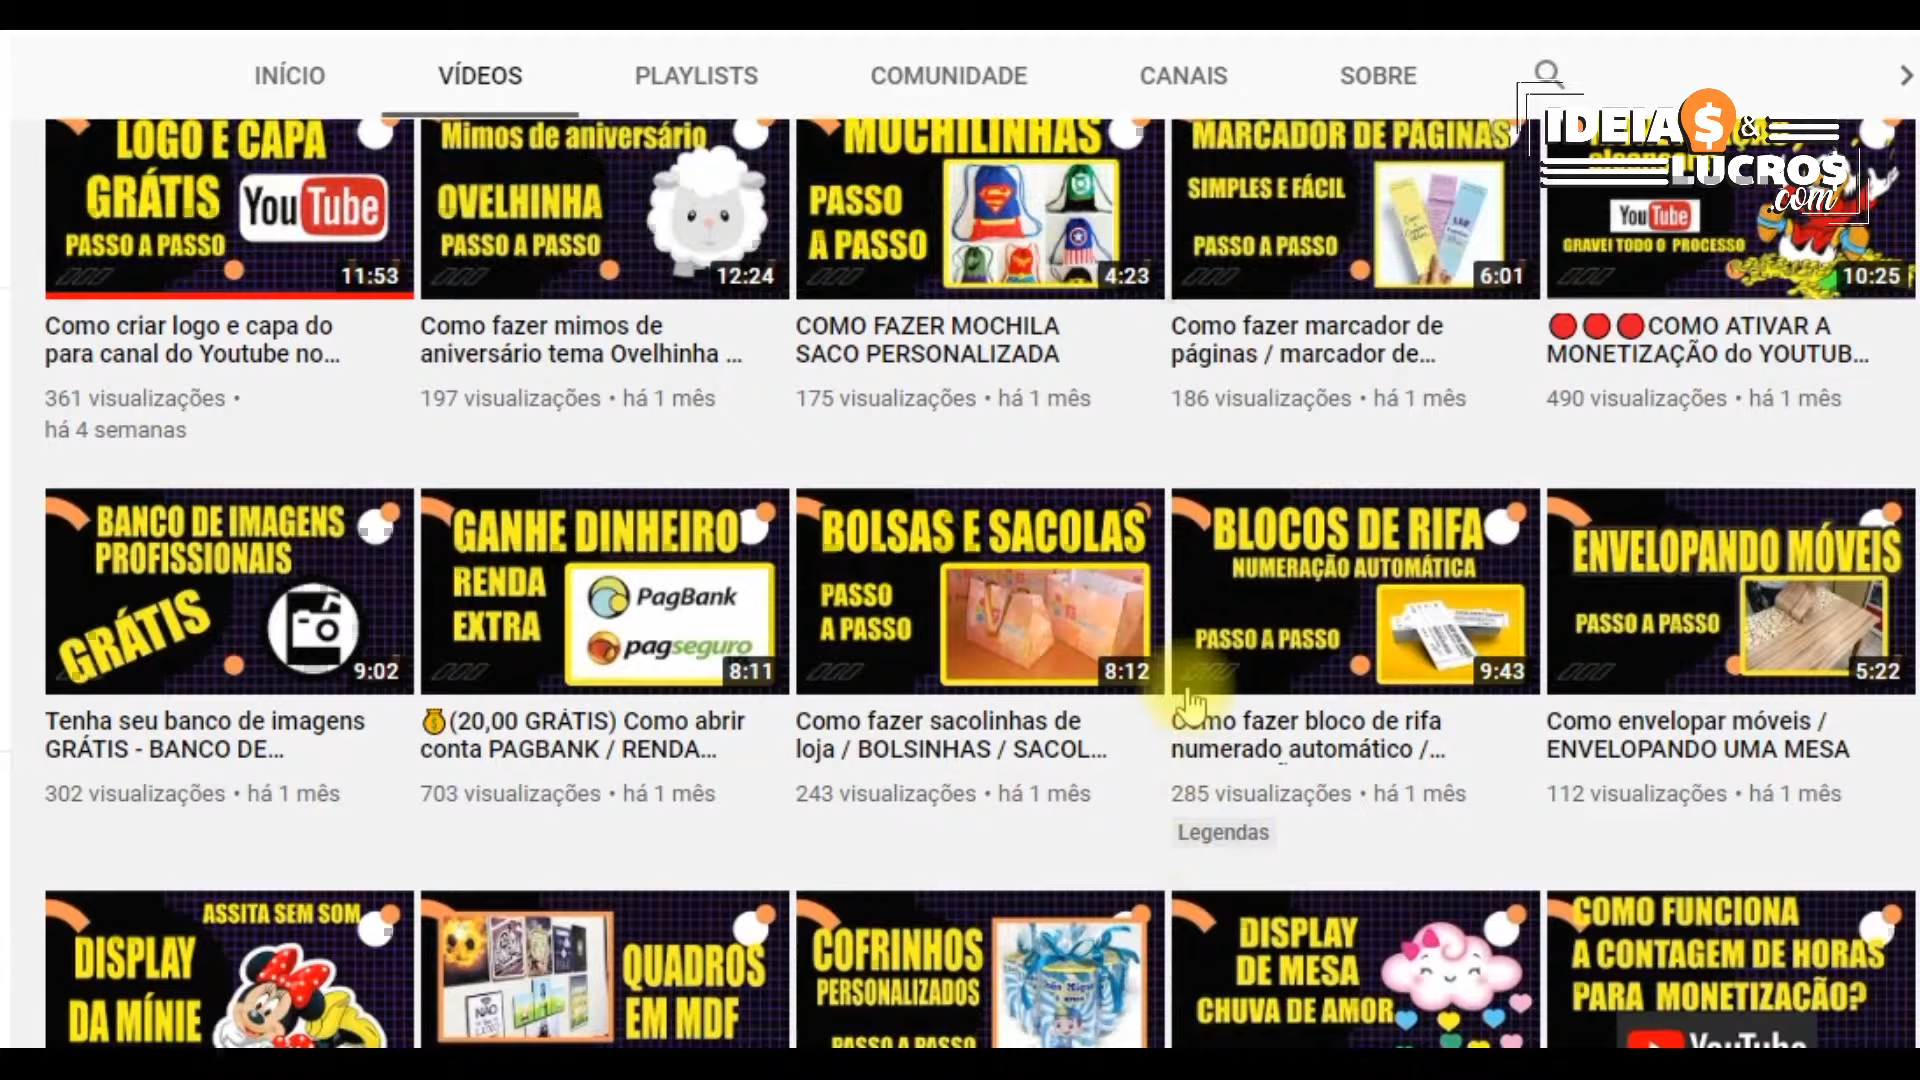 INÍCIO
VÍDEOS
PLAYLISTS
COMUNIDADE
CANAIS
SOBRE
IDEIA$ &
LUCRO$
.com
LOGO E CAPA
GRÁTIS
YouTube
PASSO A PASSO
11:53
Mimos de aniversário
OVELHINHA
PASSO A PASSO
12:24
MOCHILINHAS
PASSO
A PASSO
4:23
MARCADOR DE PÁGINAS
SIMPLES E FÁCIL
PASSO A PASSO
6:01
YouTube
GRAVEI TODO O PROCESSO
10:25
Como criar logo e capa do
para canal do Youtube no...
361 visualizações •
há 4 semanas
Como fazer mimos de
aniversário tema Ovelhinha ...
197 visualizações • há 1 mês
COMO FAZER MOCHILA
SACO PERSONALIZADA
175 visualizações • há 1 mês
Como fazer marcador de
páginas / marcador de...
186 visualizações • há 1 mês
🔴🔴🔴COMO ATIVAR A
MONETIZAÇÃO do YOUTUB...
490 visualizações • há 1 mês
BANCO DE IMAGENS
PROFISSIONAIS
GRÁTIS
9:02
GANHE DINHEIRO
RENDA
EXTRA
PagBank
pagseguro
8:11
BOLSAS E SACOLAS
PASSO
A PASSO
8:12
BLOCOS DE RIFA
NUMERAÇÃO AUTOMÁTICA
PASSO A PASSO
9:43
ENVELOPANDO MÓVEIS
PASSO A PASSO
5:22
Tenha seu banco de imagens
GRÁTIS - BANCO DE...
302 visualizações • há 1 mês
💰(20,00 GRÁTIS) Como abrir
conta PAGBANK / RENDA...
703 visualizações • há 1 mês
Como fazer sacolinhas de
loja / BOLSINHAS / SACOL...
243 visualizações • há 1 mês
Como fazer bloco de rifa
numerado automático /...
285 visualizações • há 1 mês
Legendas
Como envelopar móveis /
ENVELOPANDO UMA MESA
112 visualizações • há 1 mês
ASSITA SEM SOM
DISPLAY
DA MÍNIE
QUADROS
EM MDF
COFRINHOS
PERSONALIZADOS
PASSO A PASSO
DISPLAY
DE MESA
CHUVA DE AMOR
COMO FUNCIONA
A CONTAGEM DE HORAS
PARA MONETIZACÃO?
YouTube